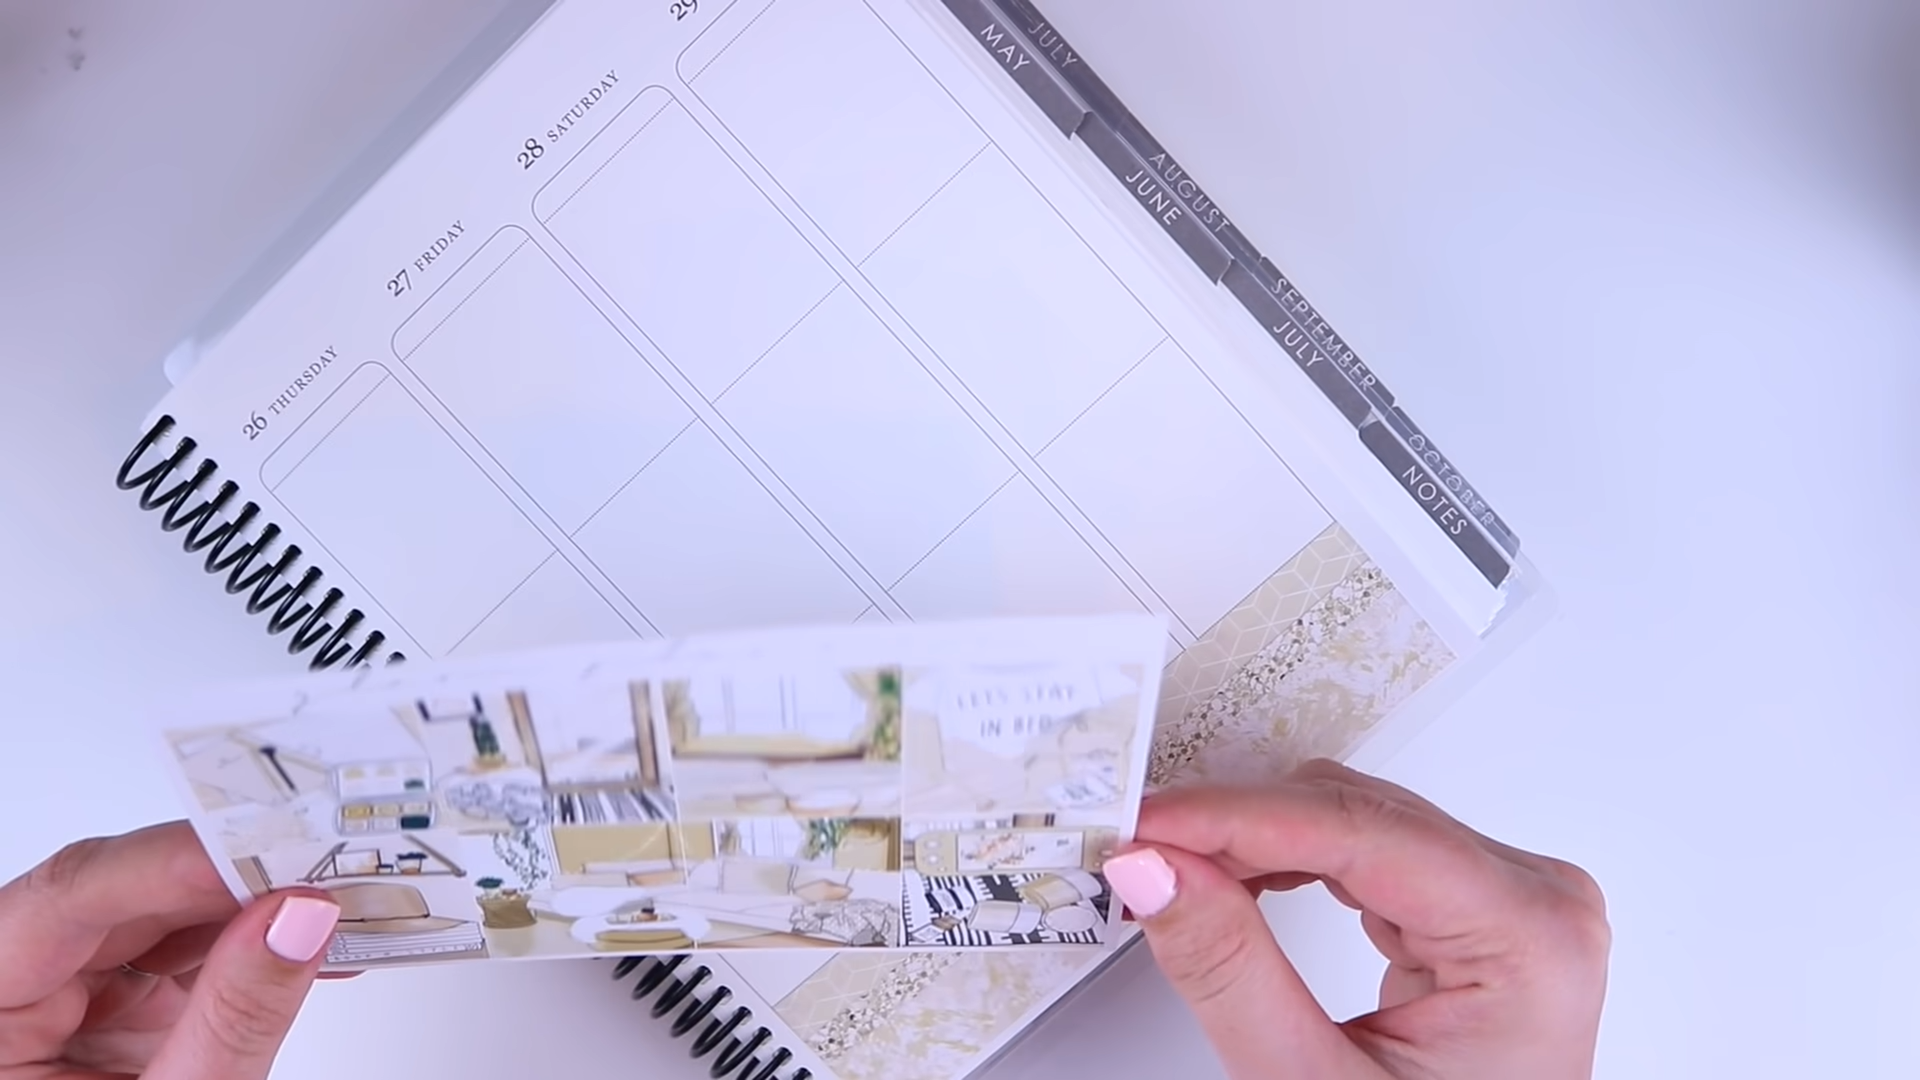 29
28 SATURDAY
27 FRIDAY
26 THURSDAY
JULY
MAY
AUGUST
JUNE
SEPTEMBER
JULY
OCTOBER
NOTES
LETS STAY
IN BED